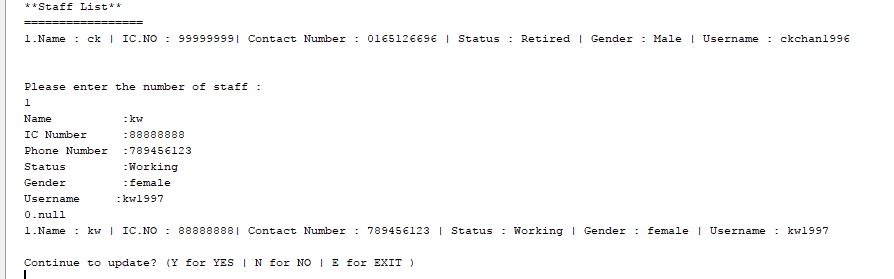 **Staff List**
=================
1.Name : ck | IC.NO : 99999999| Contact Number : 0165126696 | Status : Retired | Gender : Male | Username : ckchan1996
Please enter the number of staff :
1
Name :kw
IC Number :88888888
Phone Number :789456123
Status :Working
Gender :female
Username :kw1997
0.null
1.Name : kw | IC.NO : 88888888| Contact Number : 789456123 | Status : Working | Gender : female | Username : kw1997
Continue to update? (Y for YES | N for NO | E for EXIT )